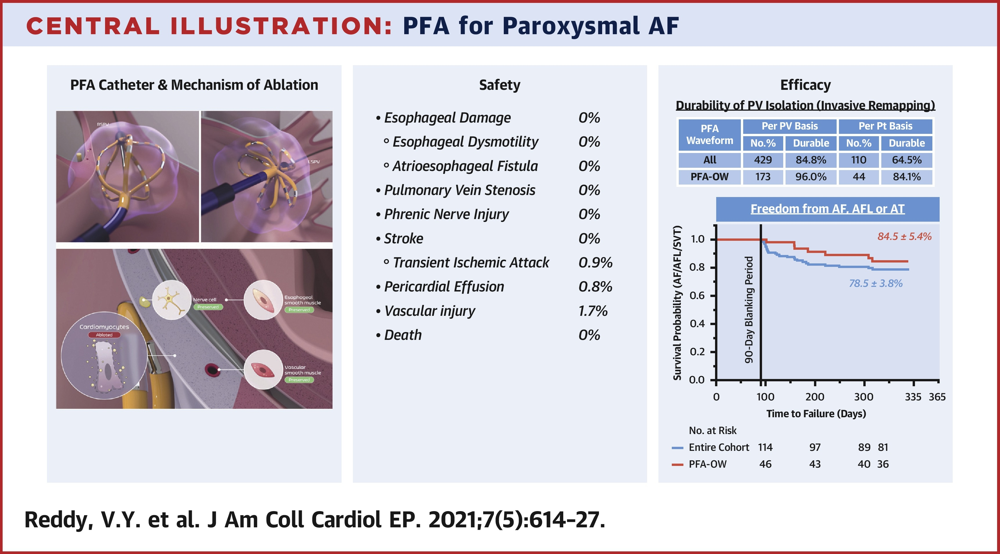 CENTRAL ILLUSTRATION: PFA for Paroxysmal AF
PFA Catheter & Mechanism of Ablation
RSPV
LSPV
Nerve cell
Preserved
Esophageal
smooth muscle
Preserved
Cardiomyocytes
Ablated
Vascular
smooth muscle
Preserved
Safety
• Esophageal Damage 0%
○ Esophageal Dysmotility 0%
○ Atrioesophageal Fistula 0%
• Pulmonary Vein Stenosis 0%
• Phrenic Nerve Injury 0%
• Stroke 0%
○ Transient Ischemic Attack 0.9%
• Pericardial Effusion 0.8%
• Vascular injury 1.7%
• Death 0%
Efficacy
Durability of PV Isolation (Invasive Remapping)
PFA Waveform Per PV Basis Per Pt Basis
No.% Durable No.% Durable
All 429 84.8% 110 64.5%
PFA-OW 173 96.0% 44 84.1%
Freedom from AF, AFL or AT
Survival Probability (AF/AFL/SVT)
1.0
0.8
0.6
0.4
0.2
0.0
90-Day Blanking Period
84.5 ± 5.4%
78.5 ± 3.8%
0 100 200 300 335 365
Time to Failure (Days)
No. at Risk
Entire Cohort 114 97 89 81
PFA-OW 46 43 40 36
Reddy, V.Y. et al. J Am Coll Cardiol EP. 2021;7(5):614–27.